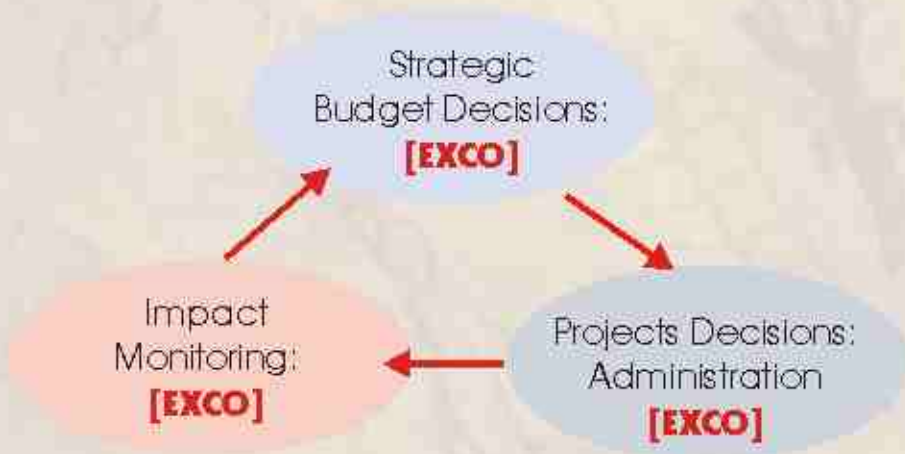 Strategic
Budget Decisions:
[EXCO]
Impact
Monitoring:
[EXCO]
Projects Decisions:
Administration
[EXCO]